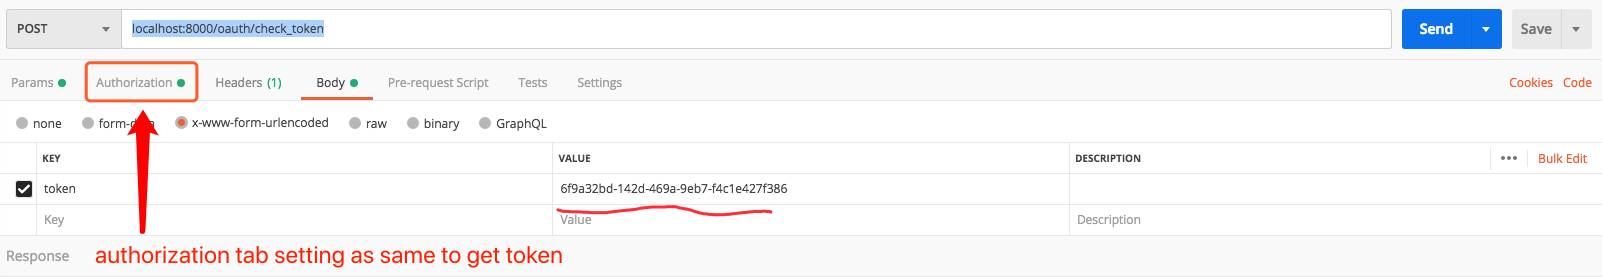 POST localhost:8000/oauth/check_token Send Save
Params Authorization Headers (1) Body Pre-request Script Tests Settings Cookies Code
none form-data x-www-form-urlencoded raw binary GraphQL
KEY VALUE DESCRIPTION ••• Bulk Edit
token 6f9a32bd-142d-469a-9eb7-f4c1e427f386
Key Value Description
Response authorization tab setting as same to get token